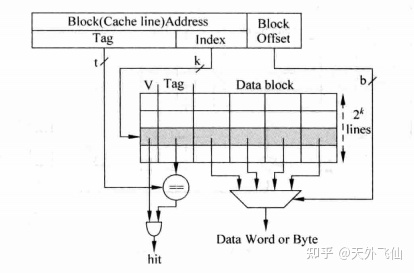 Block(Cache line)Address
Block
Offset
Tag
Index
t
k
b
V
Tag
Data block
2^k
lines
==
hit
Data Word or Byte
知乎 @天外飞仙